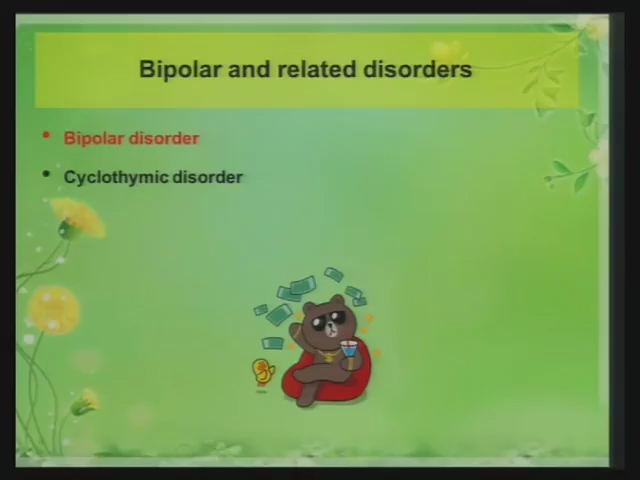 Bipolar and related disorders
• Bipolar disorder
• Cyclothymic disorder